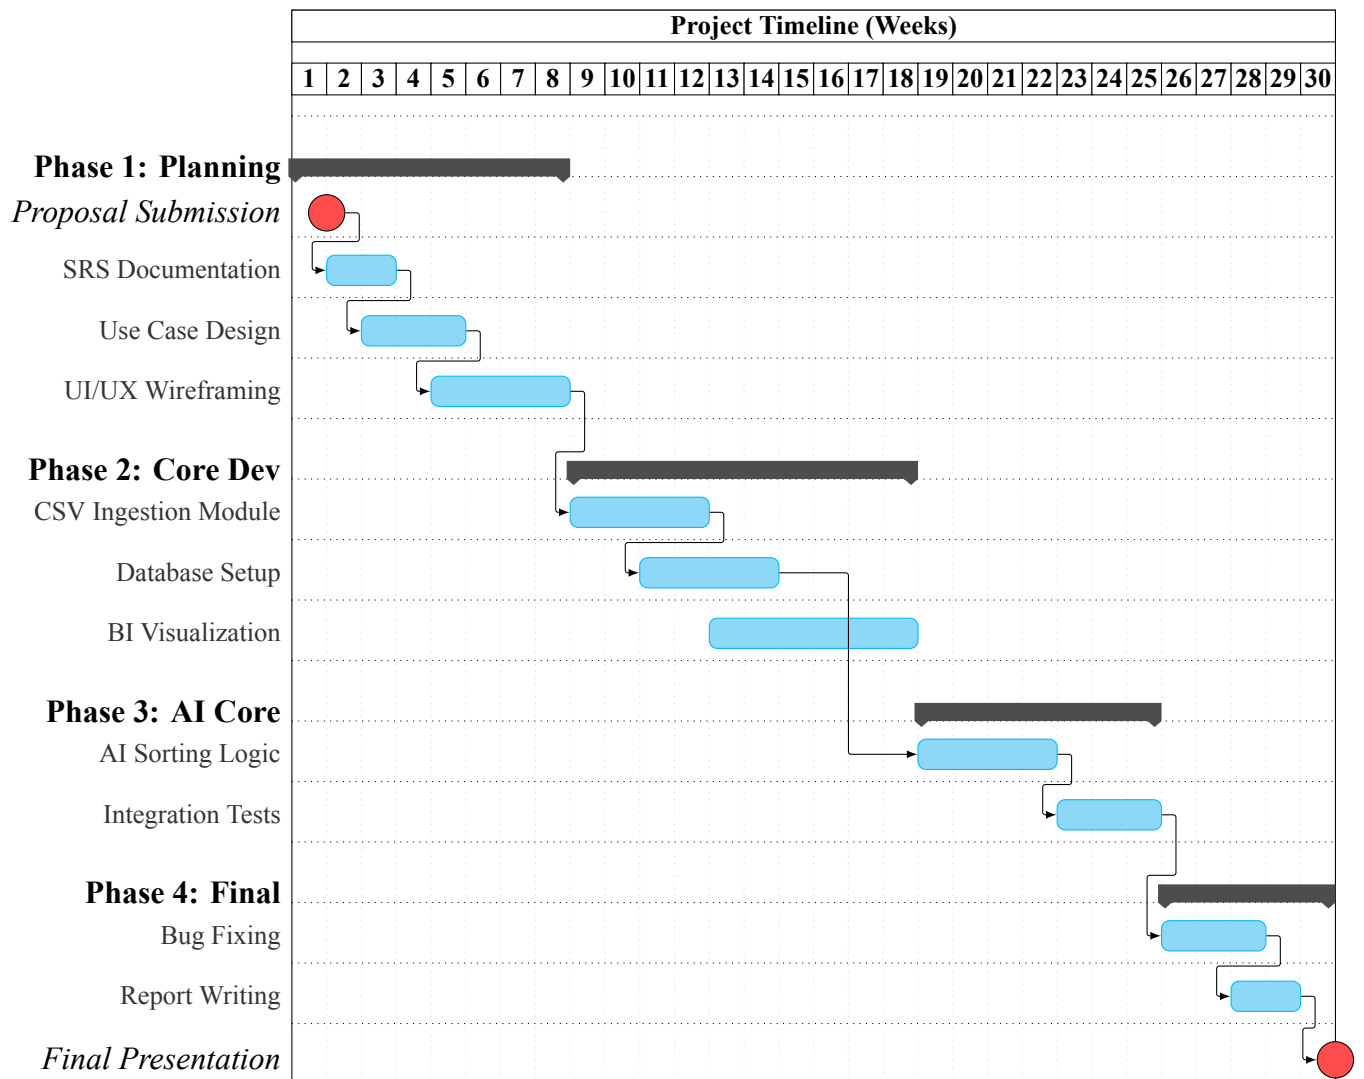 Project Timeline (Weeks)
1 2 3 4 5 6 7 8 9 10 11 12 13 14 15 16 17 18 19 20 21 22 23 24 25 26 27 28 29 30
Phase 1: Planning
Proposal Submission
SRS Documentation
Use Case Design
UI/UX Wireframing
Phase 2: Core Dev
CSV Ingestion Module
Database Setup
BI Visualization
Phase 3: AI Core
AI Sorting Logic
Integration Tests
Phase 4: Final
Bug Fixing
Report Writing
Final Presentation